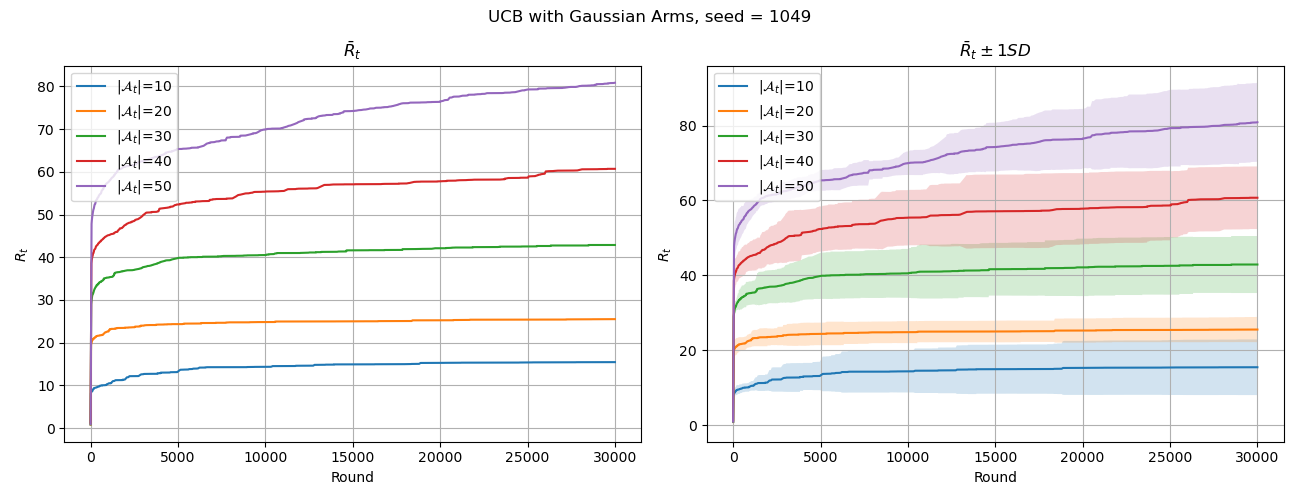 UCB with Gaussian Arms, seed = 1049
R̄ₜ
|𝒜ₜ|=10
|𝒜ₜ|=20
|𝒜ₜ|=30
|𝒜ₜ|=40
|𝒜ₜ|=50
80
70
60
50
40
30
20
10
0
Rₜ
0 5000 10000 15000 20000 25000 30000
Round
R̄ₜ ± 1SD
|𝒜ₜ|=10
|𝒜ₜ|=20
|𝒜ₜ|=30
|𝒜ₜ|=40
|𝒜ₜ|=50
80
60
40
20
0
Rₜ
0 5000 10000 15000 20000 25000 30000
Round